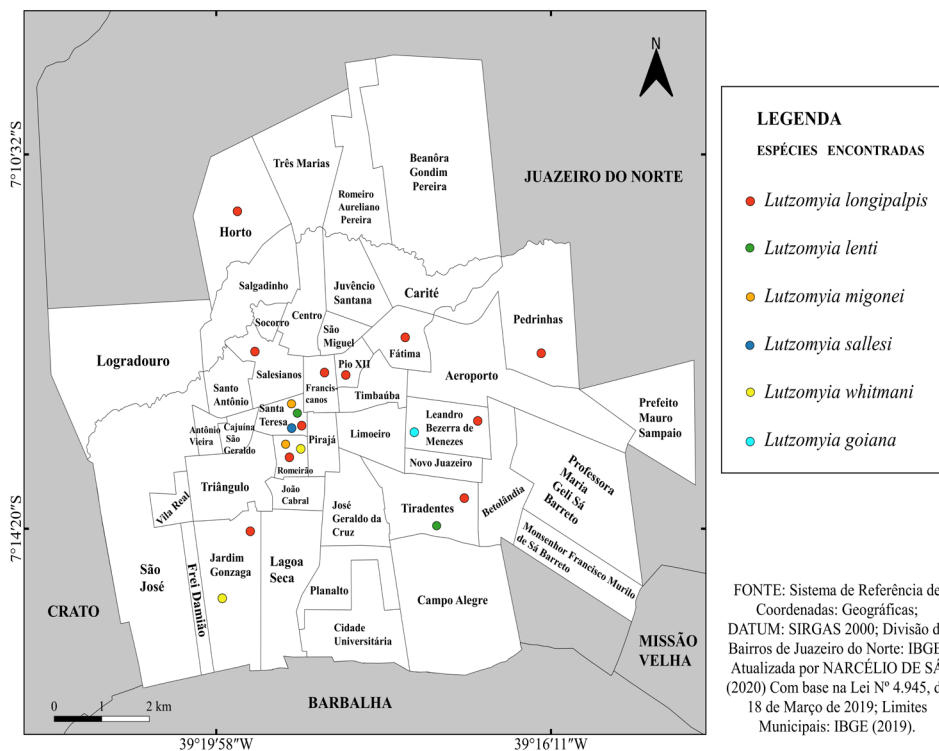 N
7°10'32"S
7°14'20"S
39°19'58"W
39°16'11"W
JUAZEIRO DO NORTE
CRATO
BARBALHA
MISSÃO
VELHA
Três Marias
Beanôra
Gondim
Pereira
Romeiro
Aureliano
Pereira
Horto
Salgadinho
Juvêncio
Santana
Carité
Socorro
Centro
São
Miguel
Pedrinhas
Fátima
Logradouro
Pio XII
Salesianos
Aeroporto
Francis-
canos
Timbaúba
Santo
Antônio
Prefeito
Mauro
Sampaio
Santa
Teresa
Leandro
Bezerra de
Menezes
Antônio
Vieira
Cajuína
São
Geraldo
Pirajá
Limoeiro
Novo Juazeiro
Romeirão
Professora
Maria
Geli Sá
Barreto
Triângulo
João
Cabral
Vila Real
José
Geraldo da
Cruz
Tiradentes
Betolândia
Monsenhor Francisco Murilo
de Sá Barreto
São
José
Frei Damião
Jardim
Gonzaga
Lagoa
Seca
Planalto
Campo Alegre
Cidade
Universitária
0 1 2 km
LEGENDA
ESPÉCIES ENCONTRADAS
Lutzomyia longipalpis
Lutzomyia lenti
Lutzomyia migonei
Lutzomyia sallesi
Lutzomyia whitmani
Lutzomyia goiana
FONTE: Sistema de Referência de
Coordenadas: Geográficas;
DATUM: SIRGAS 2000; Divisão d
Bairros de Juazeiro do Norte: IBGE
Atualizada por NARCÉLIO DE SÁ
(2020) Com base na Lei Nº 4.945, d
18 de Março de 2019; Limites
Municipais: IBGE (2019).